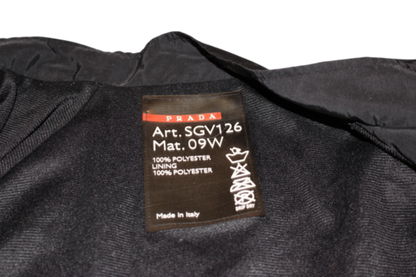 PRADA
Art. SGV126
Mat. 09W
100% POLYESTER
LINING
100% POLYESTER
Made in Italy